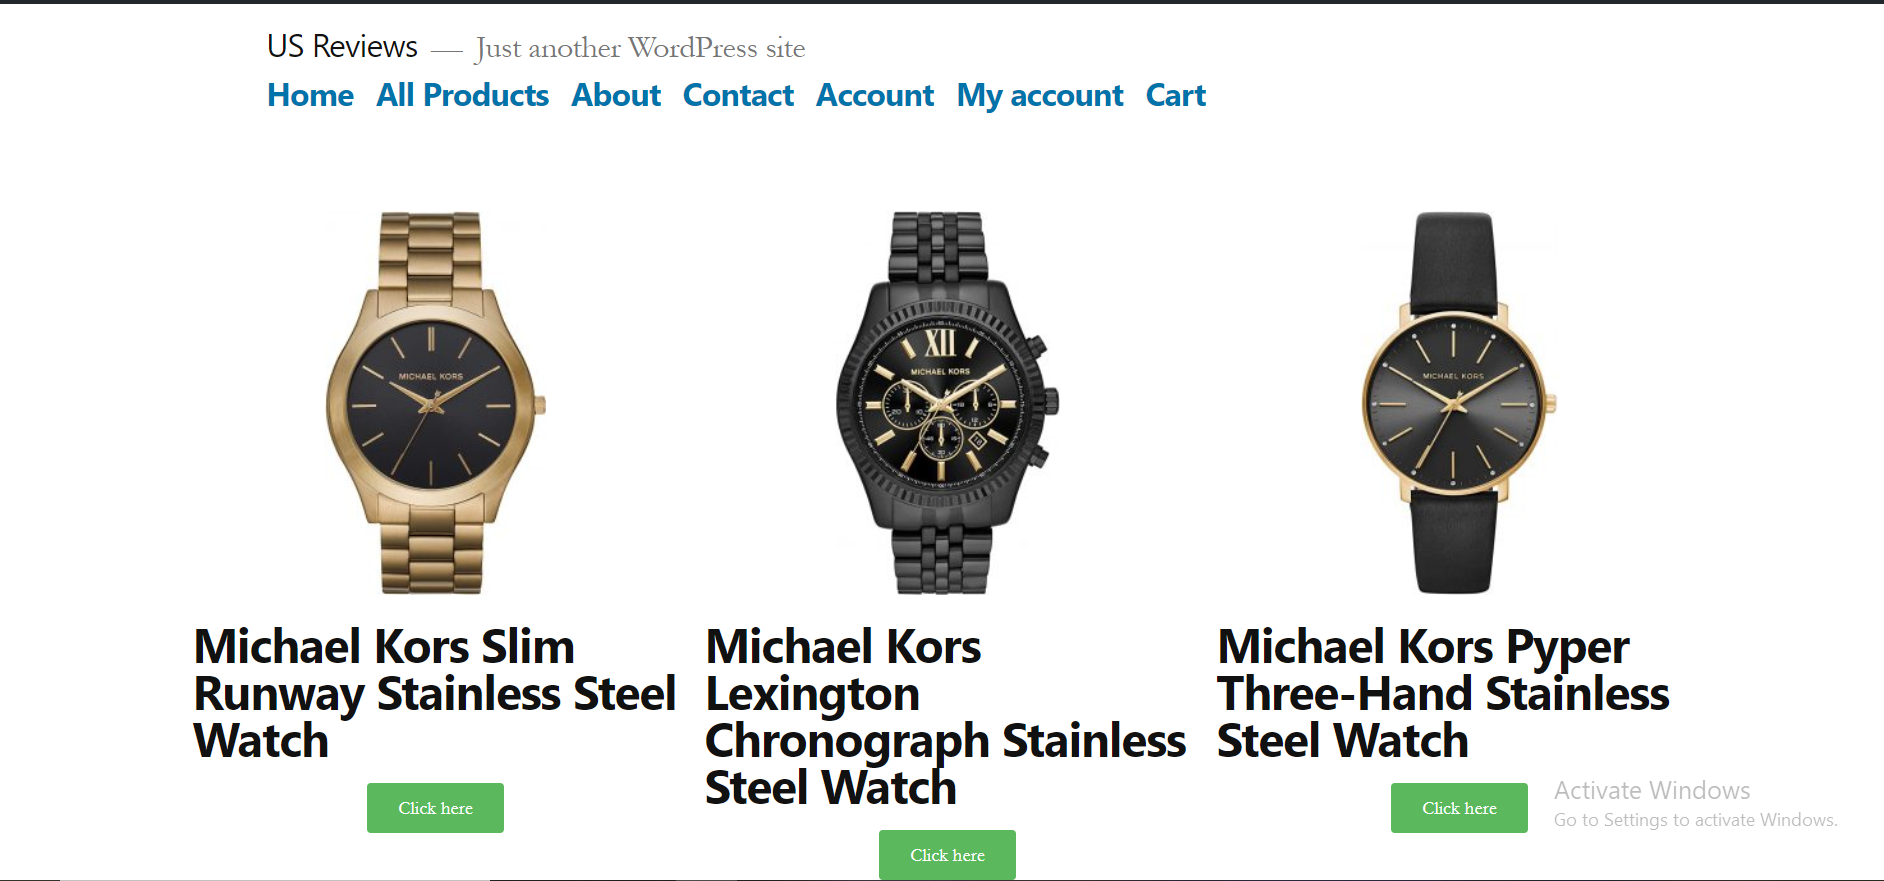 US Reviews — Just another WordPress site
Home All Products About Contact Account My account Cart
MICHAEL KORS
XII
MICHAEL KORS
MICHAEL KORS
Michael Kors Slim
Runway Stainless Steel
Watch
Click here
Michael Kors
Lexington
Chronograph Stainless
Steel Watch
Click here
Michael Kors Pyper
Three-Hand Stainless
Steel Watch
Click here
Activate Windows
Go to Settings to activate Windows.